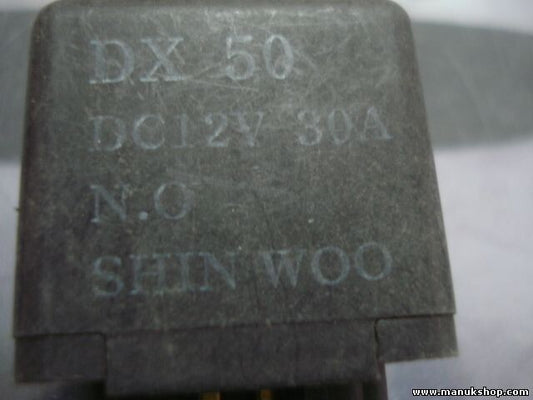 DX 50
DC12V 30A
N.O
SHIN WOO
www.manukshop.com